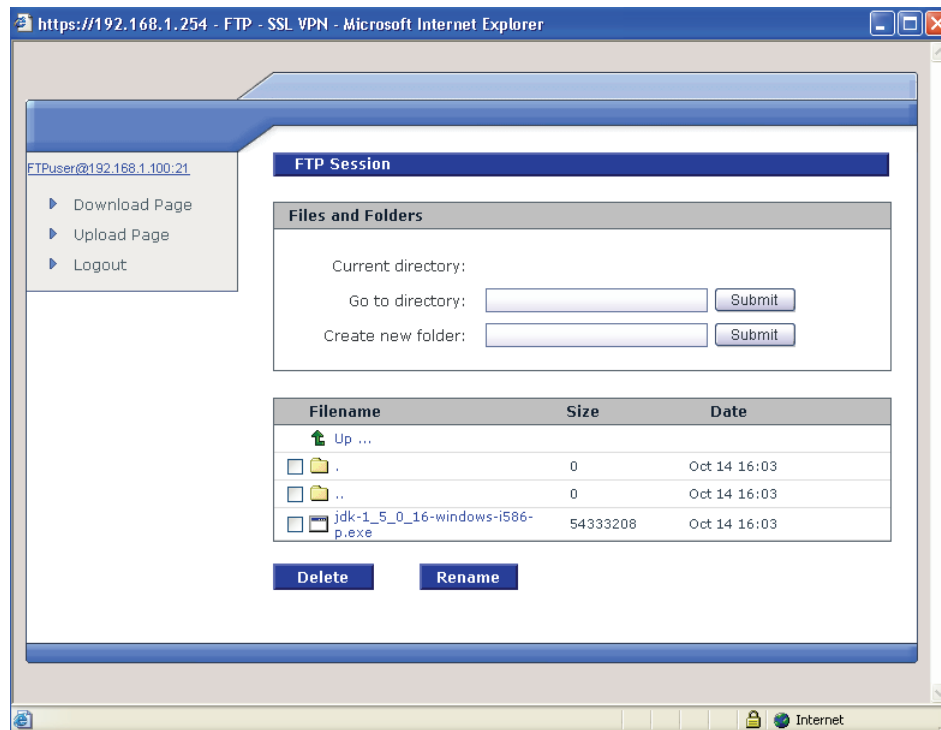 https://192.168.1.254 - FTP - SSL VPN - Microsoft Internet Explorer
FTPuser@192.168.1.100:21
Download Page
Upload Page
Logout
FTP Session
Files and Folders
Current directory:
Go to directory: Submit
Create new folder: Submit
Filename Size Date
Up ...
. 0 Oct 14 16:03
.. 0 Oct 14 16:03
jdk-1_5_0_16-windows-i586-
p.exe 54333208 Oct 14 16:03
Delete Rename
Internet